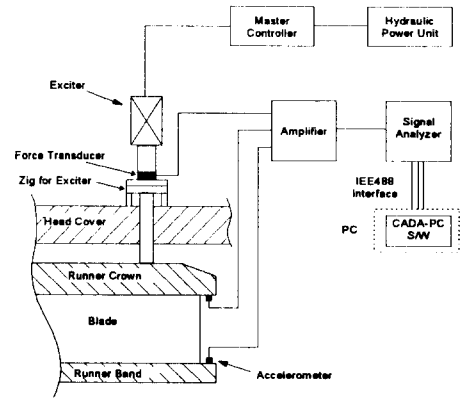 Master
Controller
Hydraulic
Power Unit
Exciter
Amplifier
Signal
Analyzer
Force Transducer
Zig for Exciter
IEE488
Interface
Head Cover
PC
CADA-PC
S/W
Runner Crown
Blade
Accelerometer
Runner Band